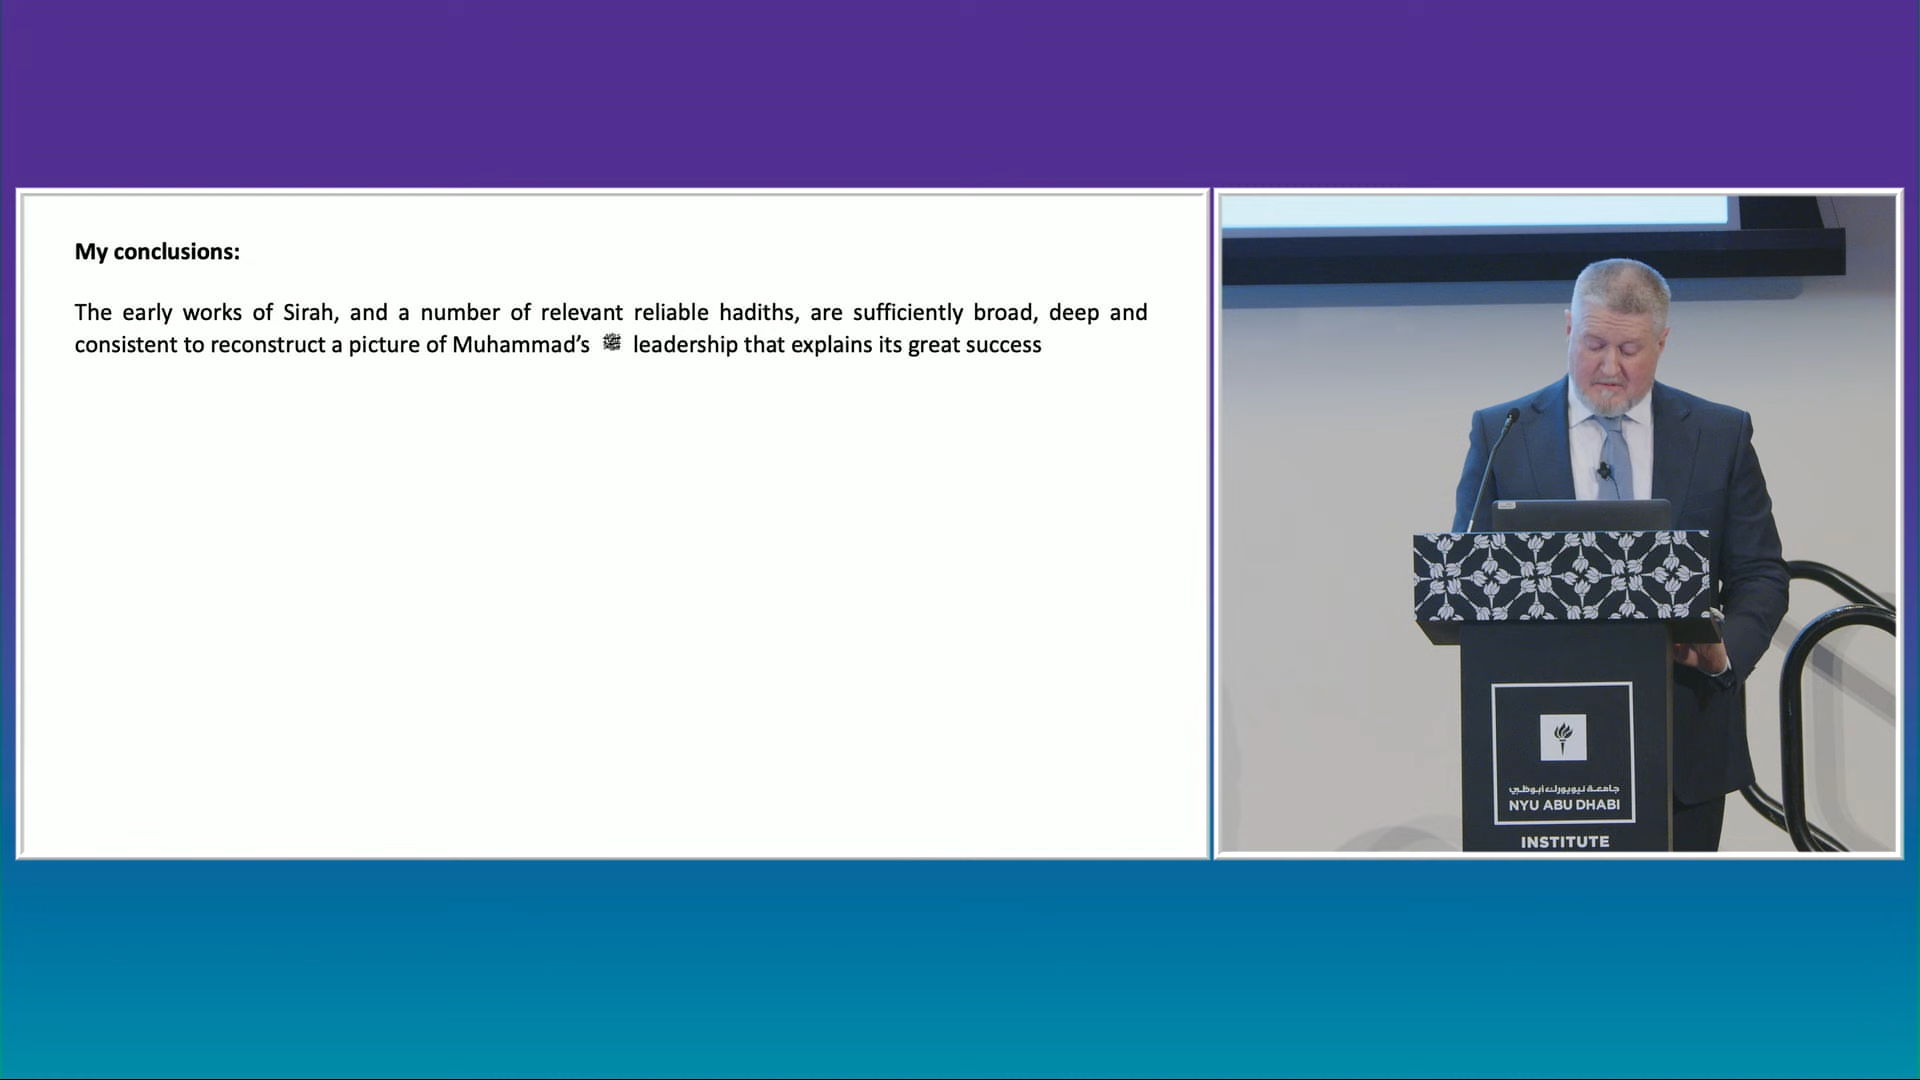 My conclusions:
The early works of Sirah, and a number of relevant reliable hadiths, are sufficiently broad, deep and
consistent to reconstruct a picture of Muhammad’s ﷺ leadership that explains its great success
جامعة نيويورك أبوظبي
NYU ABU DHABI
INSTITUTE